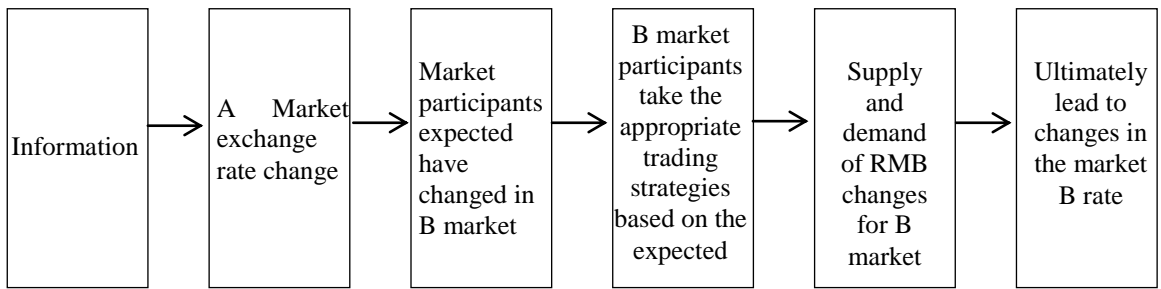 Information
A Market
exchange
rate change
Market
participants
expected
have
changed in
B market
B market
participants
take the
appropriate
trading
strategies
based on the
expected
Supply
and
demand
of RMB
changes
for B
market
Ultimately
lead to
changes in
the market
B rate